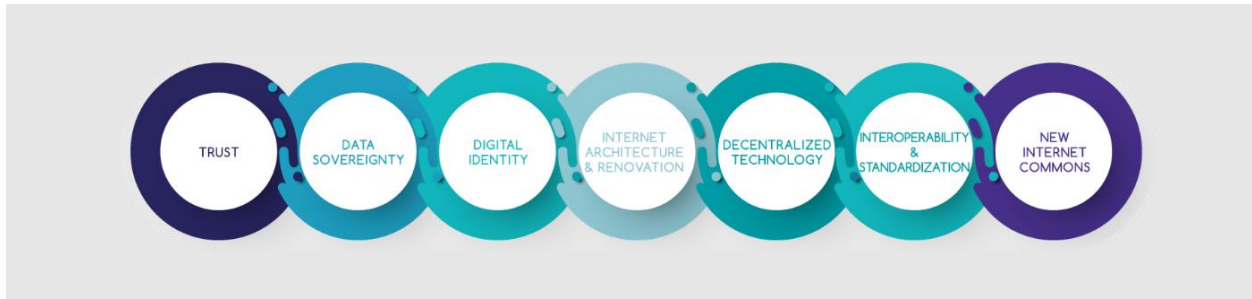 TRUST
DATA
SOVEREIGNTY
DIGITAL
IDENTITY
INTERNET
ARCHITECTURE
& RENOVATION
DECENTRALIZED
TECHNOLOGY
INTEROPERABILITY
&
STANDARDIZATION
NEW
INTERNET
COMMONS